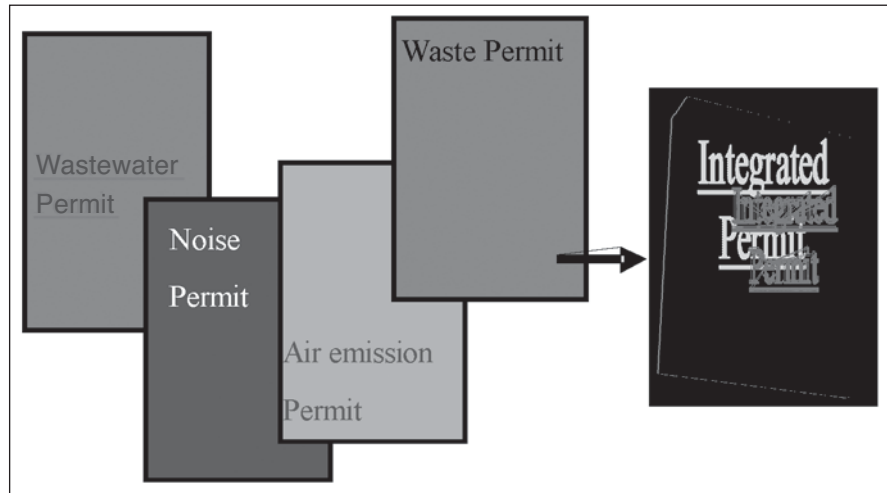 Wastewater
Permit
Noise
Permit
Air emission
Permit
Waste Permit
Integrated
Integrated
Permit
Permit